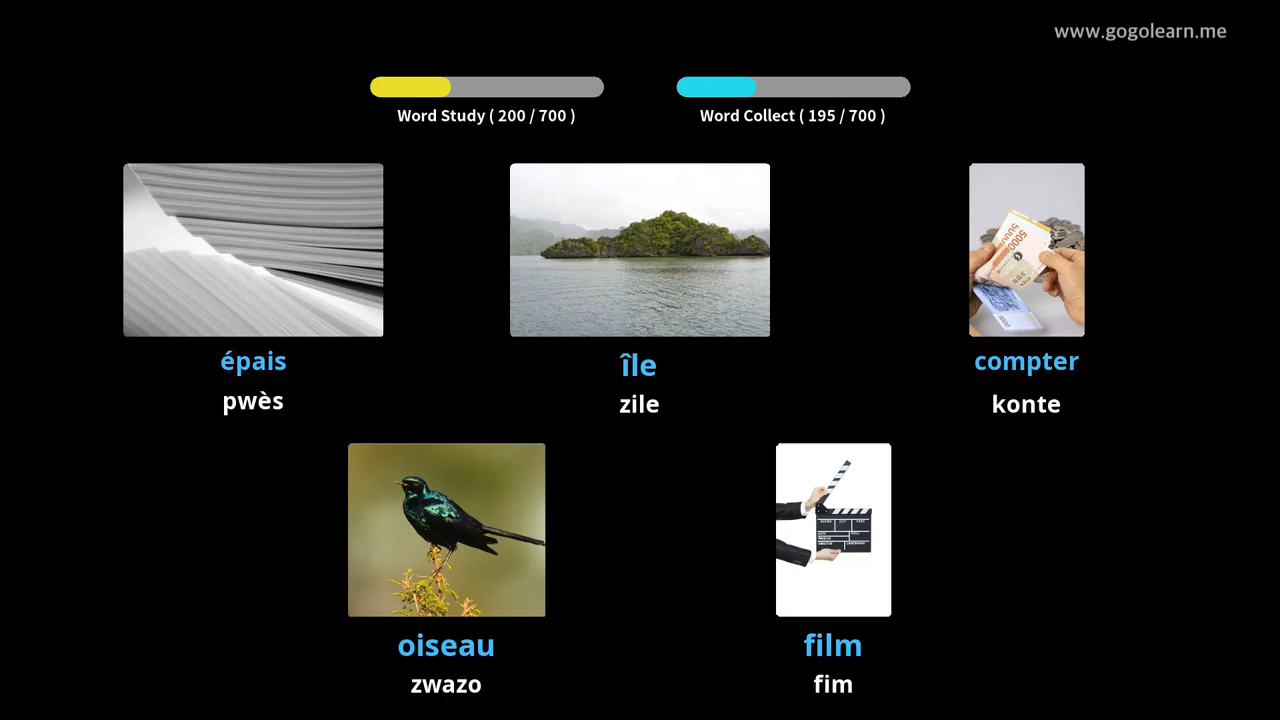 www.gogolearn.me
Word Study ( 200 / 700 )
Word Collect ( 195 / 700 )
épais
pwès
île
zile
compter
konte
oiseau
zwazo
film
fim